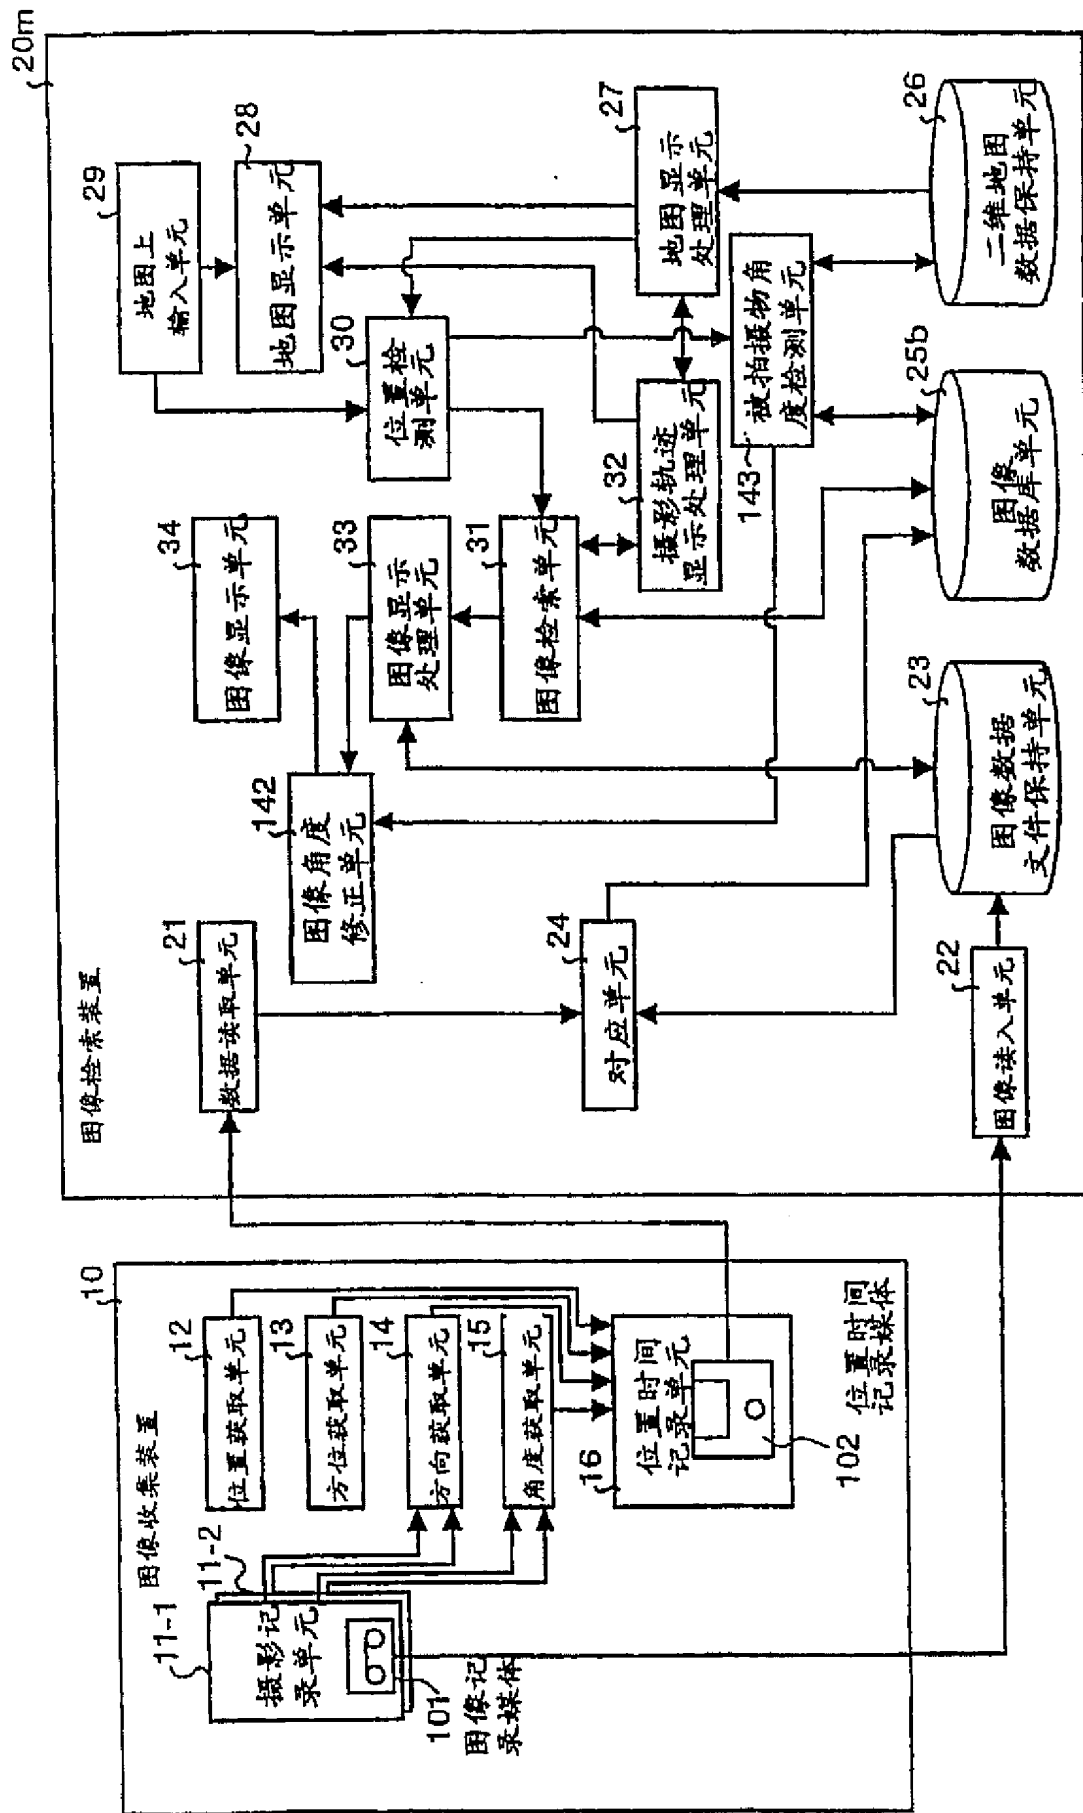 10
图像收集装置
11-1
11-2
摄影记
录单元
101
图像记
录媒体
12
位置获取单元
13
方位获取单元
14
方向获取单元
15
角度获取单元
16
位置时间
记录单元
102
位置时间
记录媒体
20m
图像检索装置
21
数据读取单元
142
图像角度
修正单元
34
图像显示单元
29
地图上
输入单元
28
地图显示单元
33
图像显示
处理单元
30
位置检
测单元
31
图像检索单元
24
对应单元
32
摄影轨迹
显示处理单元
27
地图显示
处理单元
143
被拍摄物角
度检测单元
22
图像读入单元
23
图像数据
文件保持单元
25b
图像
数据库单元
26
二维地图
数据保持单元